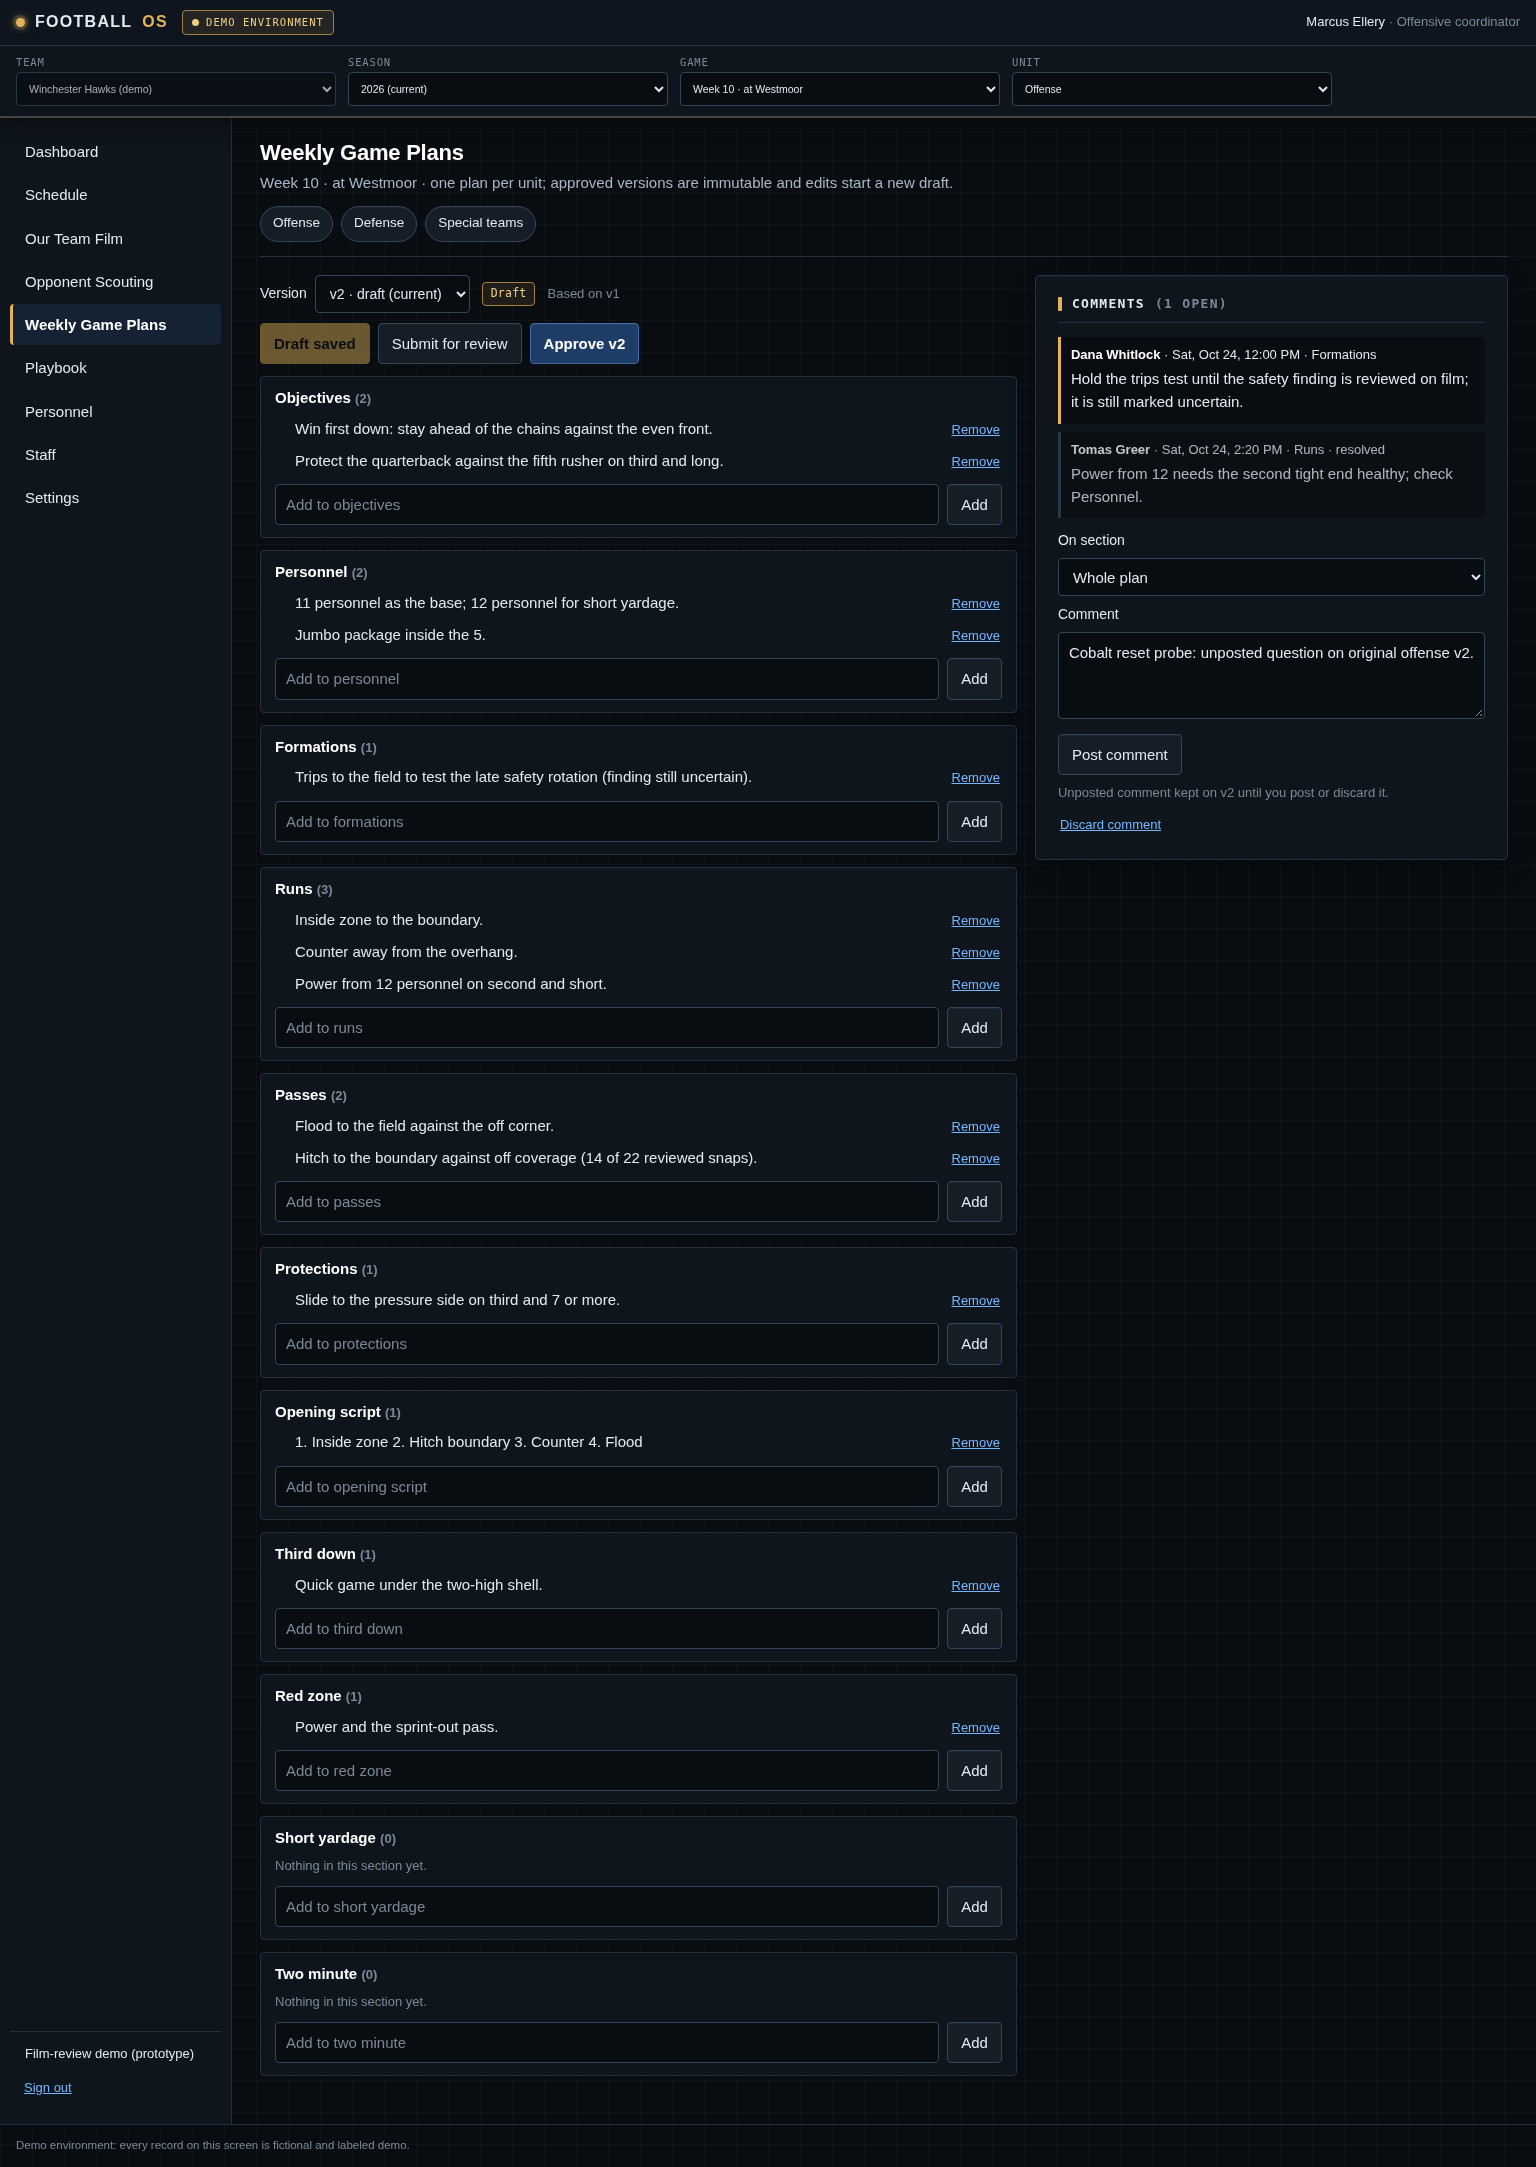 FOOTBALL OS
DEMO ENVIRONMENT
Marcus Ellery · Offensive coordinator
TEAM
Winchester Hawks (demo)
SEASON
2026 (current)
GAME
Week 10 · at Westmoor
UNIT
Offense
Dashboard
Schedule
Our Team Film
Opponent Scouting
Weekly Game Plans
Playbook
Personnel
Staff
Settings
Film-review demo (prototype)
Sign out
Weekly Game Plans
Week 10 · at Westmoor · one plan per unit; approved versions are immutable and edits start a new draft.
Offense
Defense
Special teams
Version
v2 · draft (current)
Draft
Based on v1
Draft saved
Submit for review
Approve v2
Objectives (2)
Win first down: stay ahead of the chains against the even front.
Remove
Protect the quarterback against the fifth rusher on third and long.
Remove
Add to objectives
Add
Personnel (2)
11 personnel as the base; 12 personnel for short yardage.
Remove
Jumbo package inside the 5.
Remove
Add to personnel
Add
Formations (1)
Trips to the field to test the late safety rotation (finding still uncertain).
Remove
Add to formations
Add
Runs (3)
Inside zone to the boundary.
Remove
Counter away from the overhang.
Remove
Power from 12 personnel on second and short.
Remove
Add to runs
Add
Passes (2)
Flood to the field against the off corner.
Remove
Hitch to the boundary against off coverage (14 of 22 reviewed snaps).
Remove
Add to passes
Add
Protections (1)
Slide to the pressure side on third and 7 or more.
Remove
Add to protections
Add
Opening script (1)
1. Inside zone 2. Hitch boundary 3. Counter 4. Flood
Remove
Add to opening script
Add
Third down (1)
Quick game under the two-high shell.
Remove
Add to third down
Add
Red zone (1)
Power and the sprint-out pass.
Remove
Add to red zone
Add
Short yardage (0)
Nothing in this section yet.
Add to short yardage
Add
Two minute (0)
Nothing in this section yet.
Add to two minute
Add
COMMENTS (1 OPEN)
Dana Whitlock · Sat, Oct 24, 12:00 PM · Formations
Hold the trips test until the safety finding is reviewed on film;
it is still marked uncertain.
Tomas Greer · Sat, Oct 24, 2:20 PM · Runs · resolved
Power from 12 needs the second tight end healthy; check
Personnel.
On section
Whole plan
Comment
Cobalt reset probe: unposted question on original offense v2.
Post comment
Unposted comment kept on v2 until you post or discard it.
Discard comment
Demo environment: every record on this screen is fictional and labeled demo.